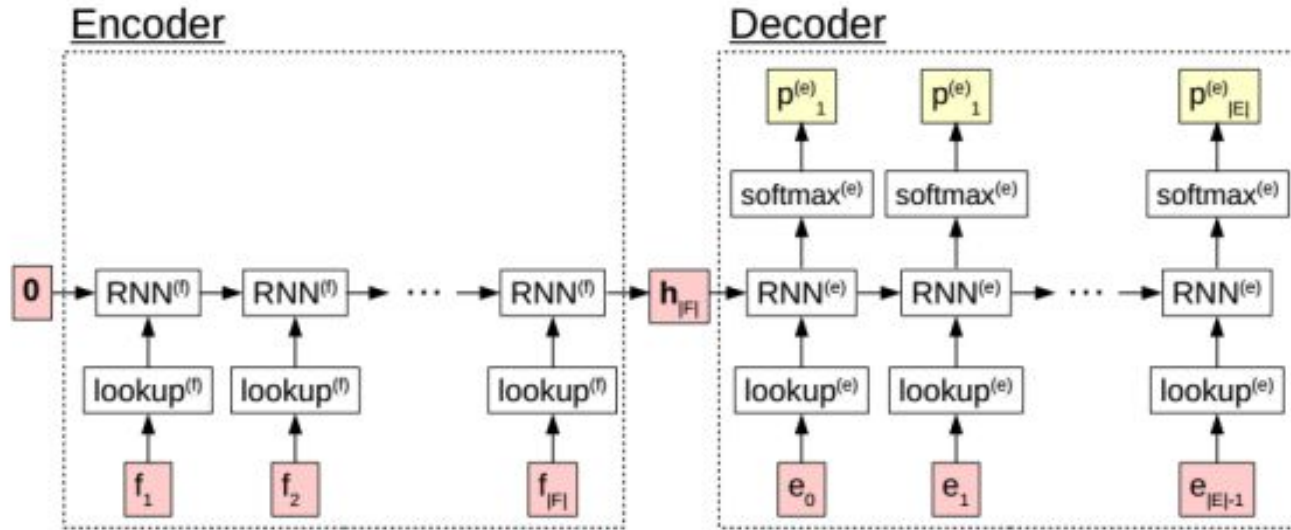 Encoder Decoder
p(e)1 p(e)1 p(e)|E|
softmax(e) softmax(e) softmax(e)
0 RNN(f) RNN(f) ... RNN(f) h|F| RNN(e) RNN(e) ... RNN(e)
lookup(f) lookup(f) lookup(f) lookup(e) lookup(e) lookup(e)
f1 f2 f|F| e0 e1 e|E|-1